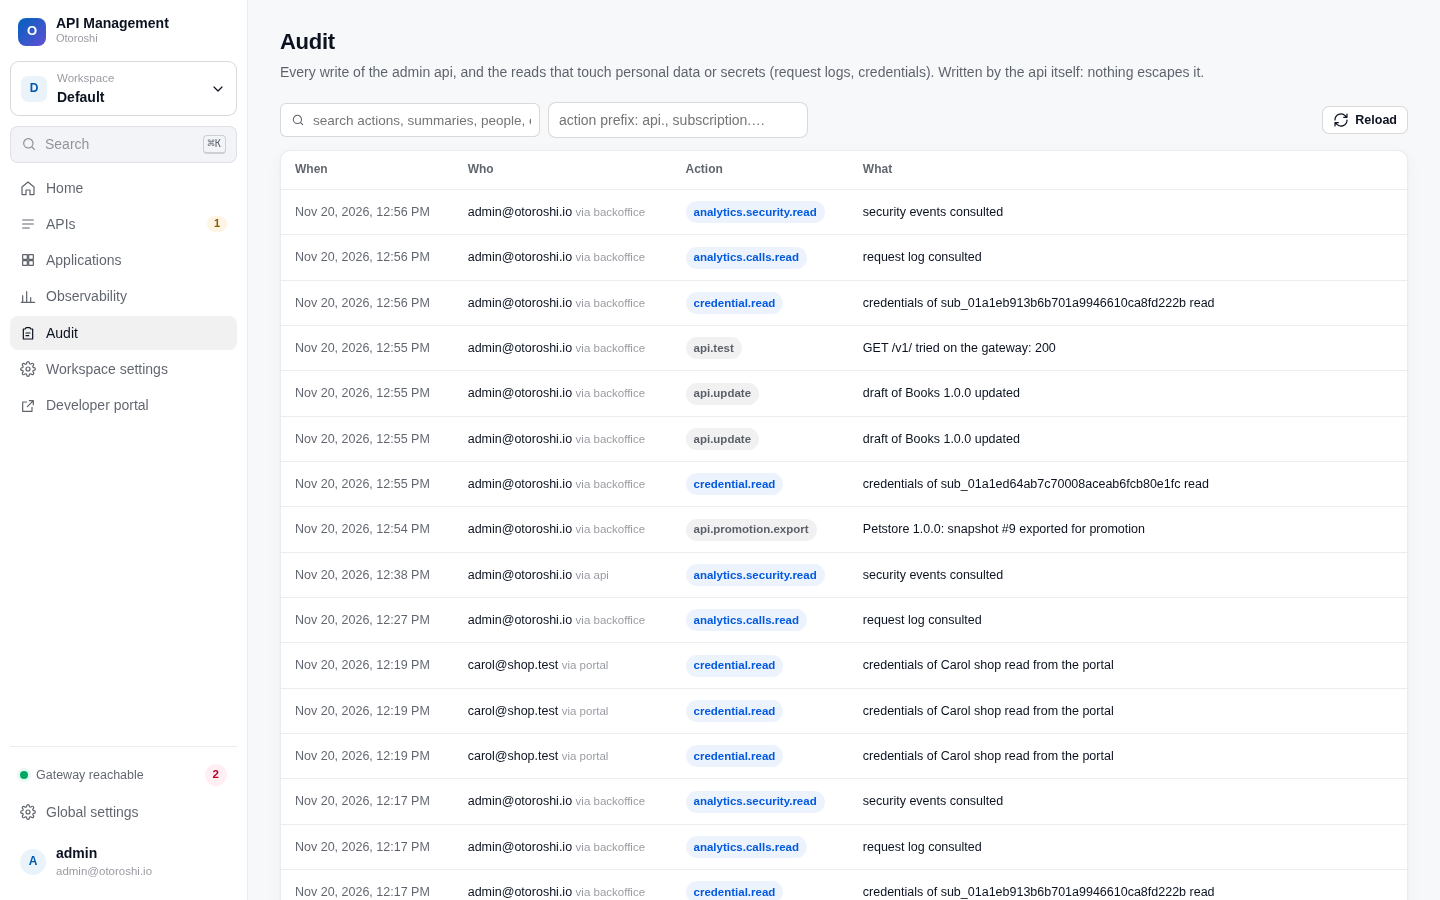 O
API Management
Otoroshi
D
Workspace
Default
Search
⌘K
Home
APIs
1
Applications
Observability
Audit
Workspace settings
Developer portal
Gateway reachable
2
Global settings
A
admin
admin@otoroshi.io
Audit
Every write of the admin api, and the reads that touch personal data or secrets (request logs, credentials). Written by the api itself: nothing escapes it.
search actions, summaries, people,
action prefix: api., subscription.…
Reload
When Who Action What
Nov 20, 2026, 12:56 PM admin@otoroshi.io via backoffice analytics.security.read security events consulted
Nov 20, 2026, 12:56 PM admin@otoroshi.io via backoffice analytics.calls.read request log consulted
Nov 20, 2026, 12:56 PM admin@otoroshi.io via backoffice credential.read credentials of sub_01a1eb913b6b701a9946610ca8fd222b read
Nov 20, 2026, 12:55 PM admin@otoroshi.io via backoffice api.test GET /v1/ tried on the gateway: 200
Nov 20, 2026, 12:55 PM admin@otoroshi.io via backoffice api.update draft of Books 1.0.0 updated
Nov 20, 2026, 12:55 PM admin@otoroshi.io via backoffice api.update draft of Books 1.0.0 updated
Nov 20, 2026, 12:55 PM admin@otoroshi.io via backoffice credential.read credentials of sub_01a1ed64ab7c70008aceab6fcb80e1fc read
Nov 20, 2026, 12:54 PM admin@otoroshi.io via backoffice api.promotion.export Petstore 1.0.0: snapshot #9 exported for promotion
Nov 20, 2026, 12:38 PM admin@otoroshi.io via api analytics.security.read security events consulted
Nov 20, 2026, 12:27 PM admin@otoroshi.io via backoffice analytics.calls.read request log consulted
Nov 20, 2026, 12:19 PM carol@shop.test via portal credential.read credentials of Carol shop read from the portal
Nov 20, 2026, 12:19 PM carol@shop.test via portal credential.read credentials of Carol shop read from the portal
Nov 20, 2026, 12:19 PM carol@shop.test via portal credential.read credentials of Carol shop read from the portal
Nov 20, 2026, 12:17 PM admin@otoroshi.io via backoffice analytics.security.read security events consulted
Nov 20, 2026, 12:17 PM admin@otoroshi.io via backoffice analytics.calls.read request log consulted
Nov 20, 2026, 12:17 PM admin@otoroshi.io via backoffice credential.read credentials of sub_01a1eb913b6b701a9946610ca8fd222b read